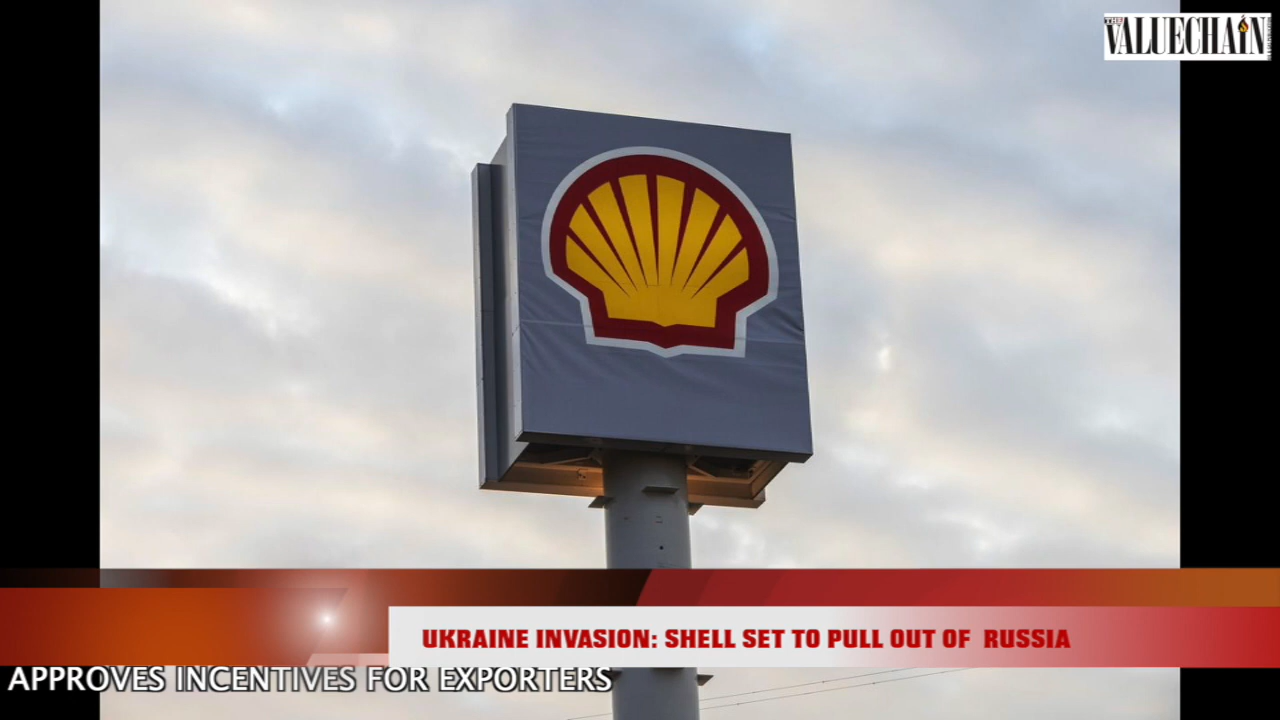 THE
VALUECHAIN
UKRAINE INVASION: SHELL SET TO PULL OUT OF RUSSIA
APPROVES INCENTIVES FOR EXPORTERS